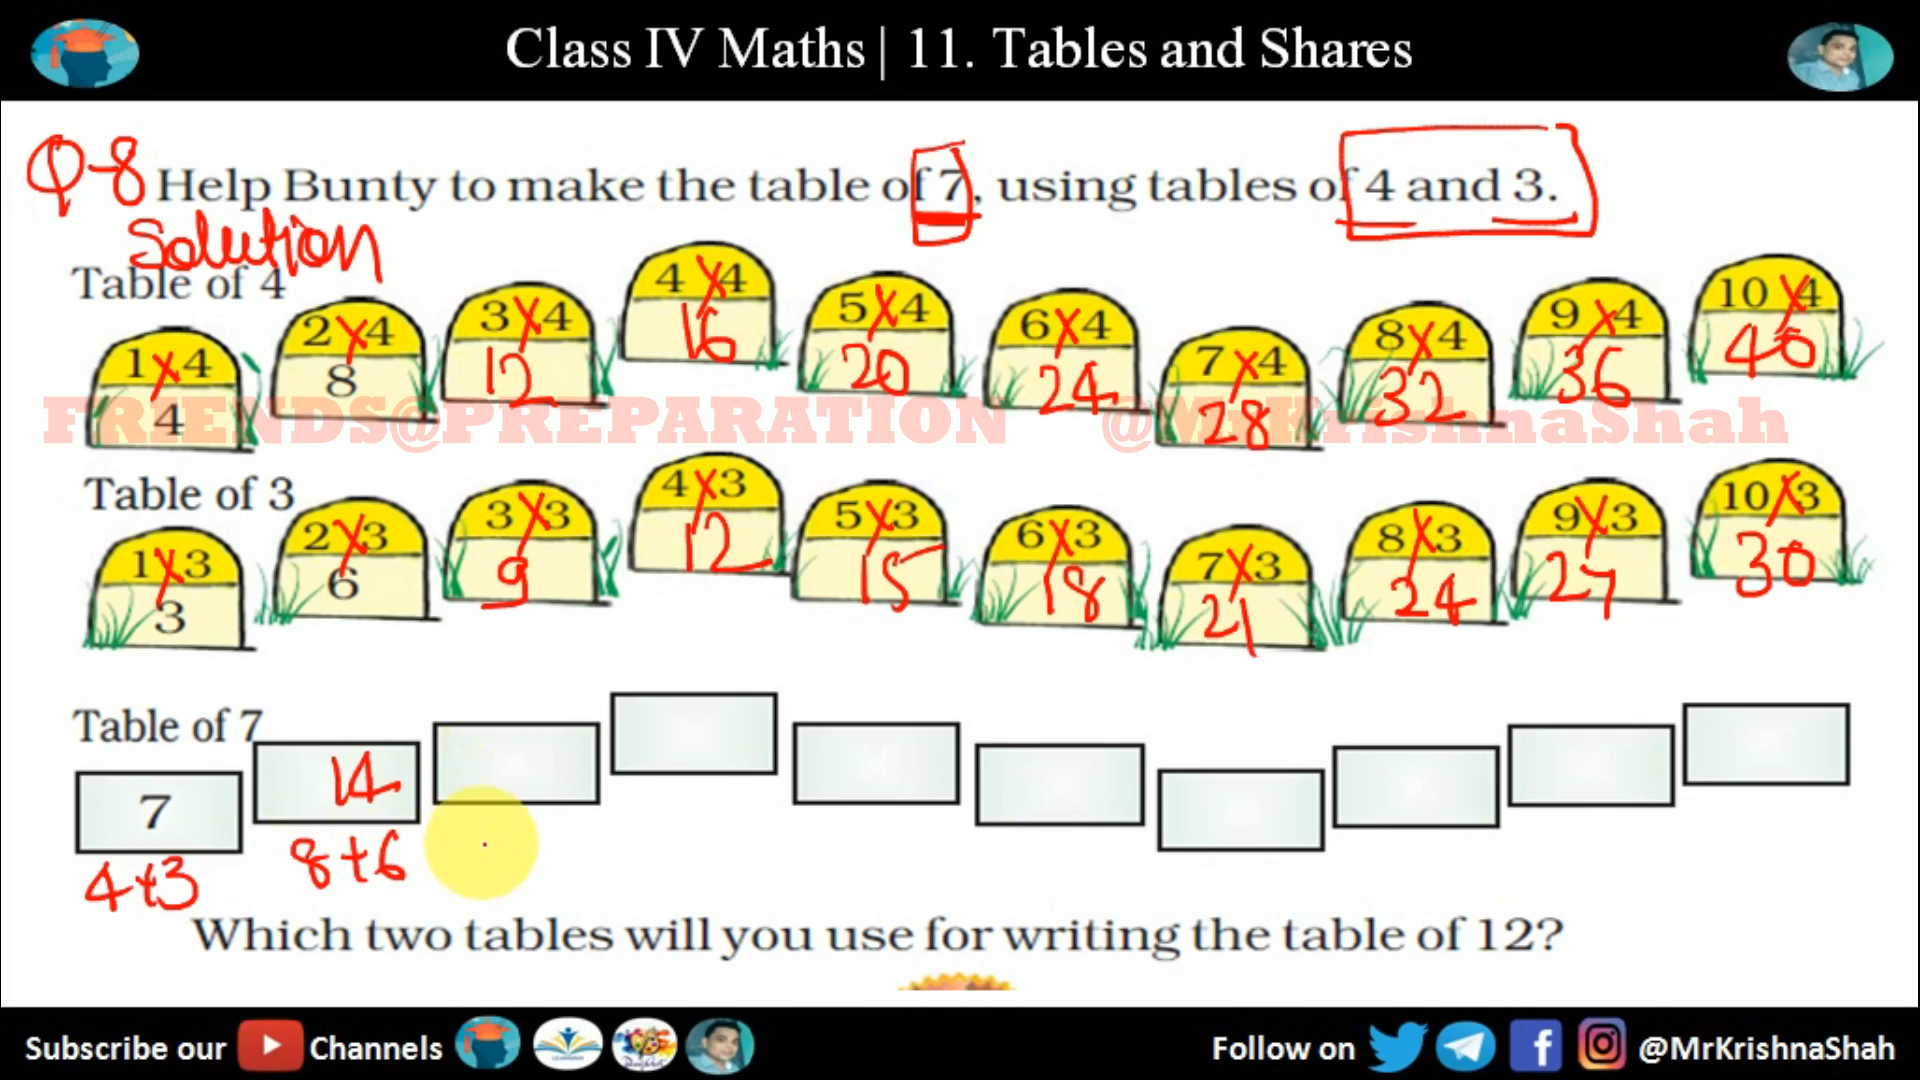 Class IV Maths | 11. Tables and Shares
Q-8 Help Bunty to make the table of 7, using tables of 4 and 3.
Solution
Table of 4
1 X 4 2 X 4 3 X 4 4 X 4 5 X 4 6 X 4 7 X 4 8 X 4 9 X 4 10 X 4
4 8 12 16 20 24 28 32 36 40
FRIENDS@PREPARATION @MrKrishnaShah
Table of 3
1 X 3 2 X 3 3 X 3 4 X 3 5 X 3 6 X 3 7 X 3 8 X 3 9 X 3 10 X 3
3 6 9 12 15 18 21 24 27 30
Table of 7
7 14
4+3 8+6
Which two tables will you use for writing the table of 12?
Subscribe our Channels Follow on @MrKrishnaShah